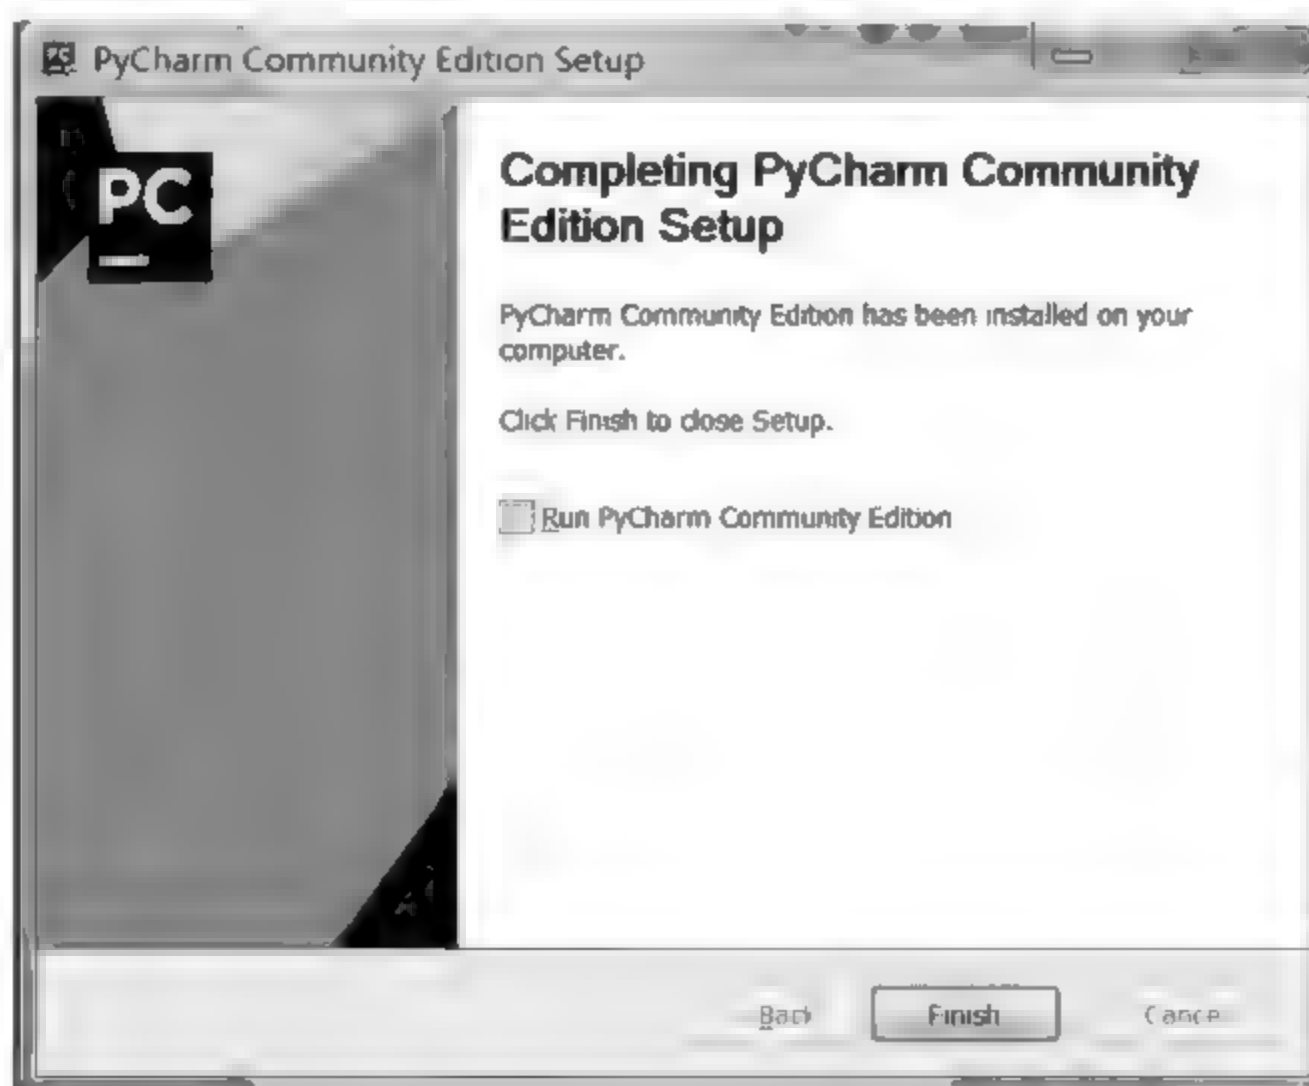 PyCharm Community Edition Setup
PC
Completing PyCharm Community
Edition Setup
PyCharm Community Edition has been installed on your
computer.
Click Finish to close Setup.
Run PyCharm Community Edition
Back
Finish
Cancel